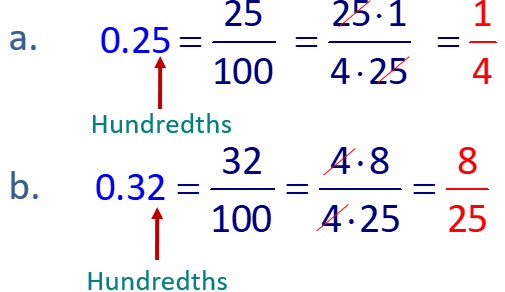 a. 0.25 = 25/100 = 25·1/4·25 = 1/4
Hundredths
b. 0.32 = 32/100 = 4·8/4·25 = 8/25
Hundredths